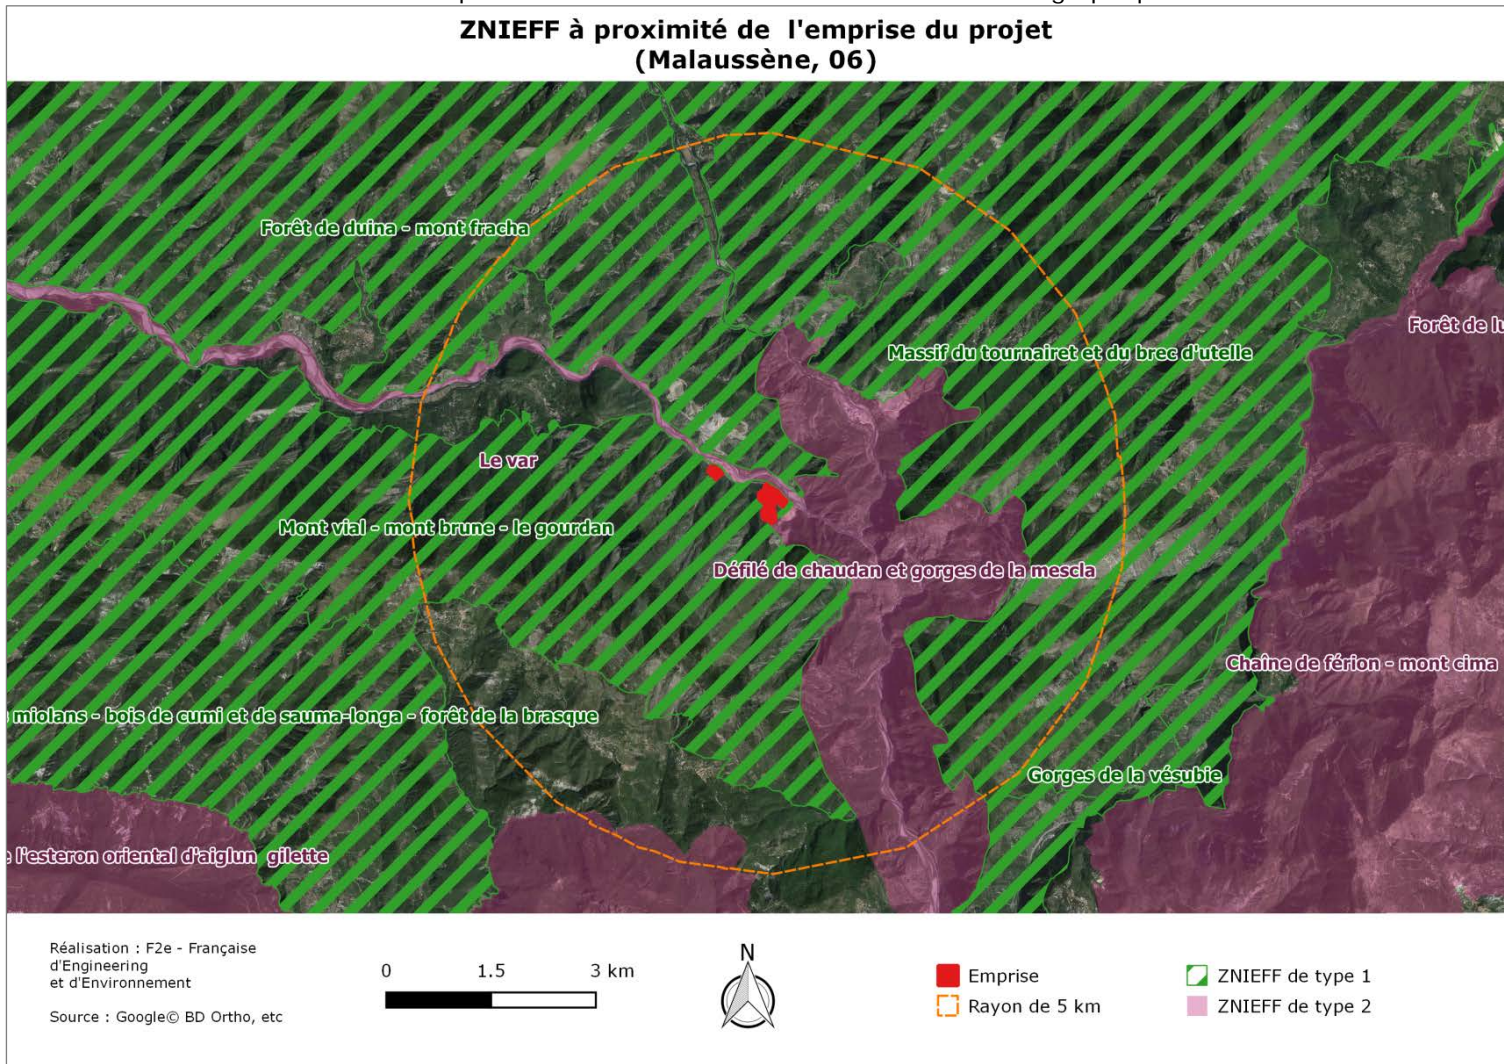 ZNIEFF à proximité de l'emprise du projet
(Malaussène, 06)
Forêt de duina - mont fracha
Forêt de lu
Massif du tournairet et du brec d'utelle
Le var
Mont vial - mont brune - le gourdan
Défilé de chaudan et gorges de la mescla
Chaîne de férion - mont cima
miolans - bois de cumi et de sauma-longa - forêt de la brasque
Gorges de la vésubie
l'esteron oriental d'aiglun gilette
Réalisation : F2e - Française
d'Engineering
et d'Environnement
Source : Google© BD Ortho, etc
0 1.5 3 km
N
Emprise
Rayon de 5 km
ZNIEFF de type 1
ZNIEFF de type 2